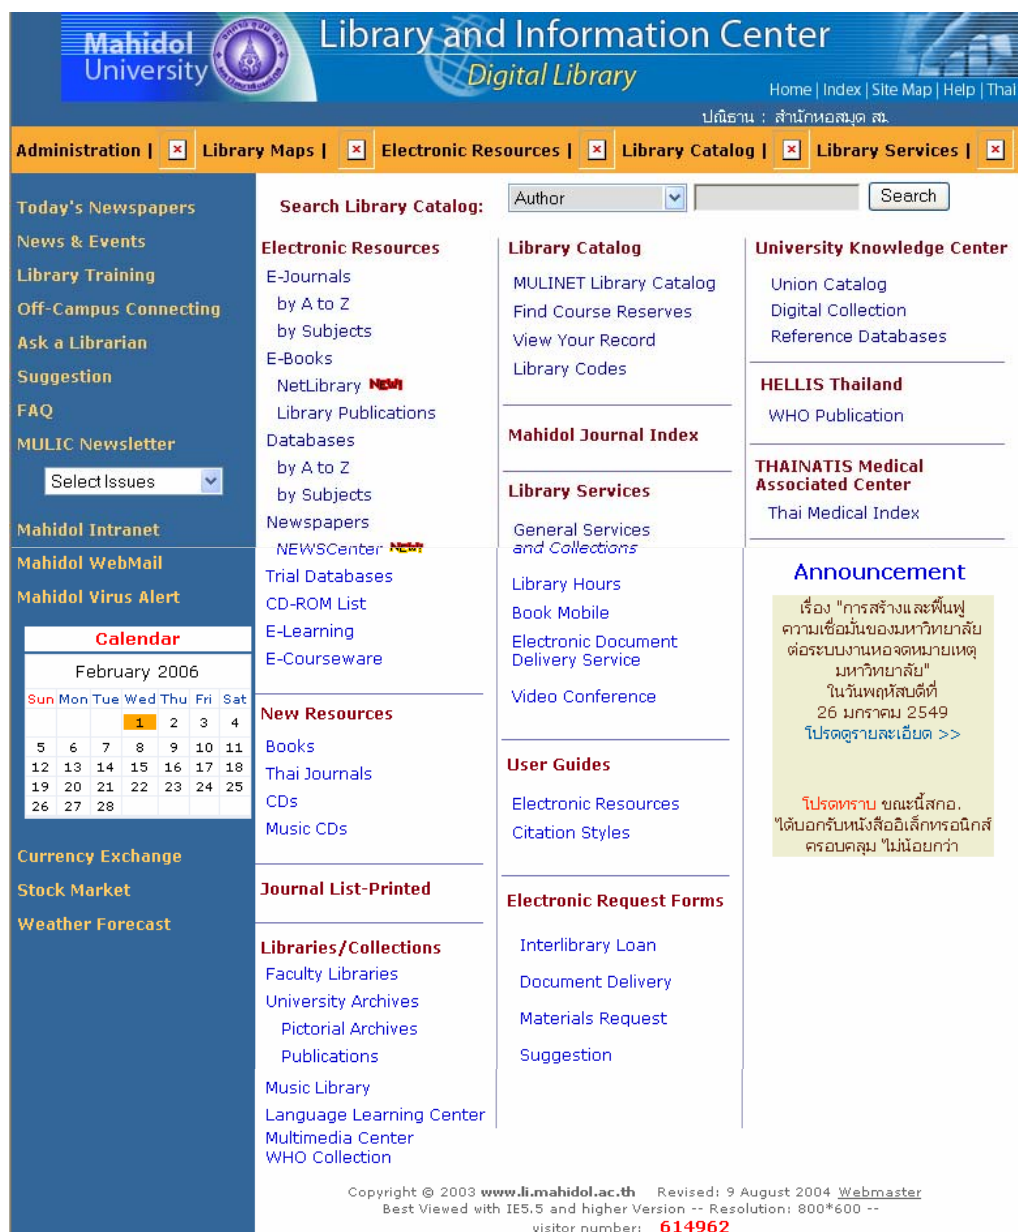 Mahidol
University
Library and Information Center
Digital Library
Home | Index | Site Map | Help | Thai
ปณิธาน : สำนักหอสมุด สม
Administration | Library Maps | Electronic Resources | Library Catalog | Library Services |
Today's Newspapers
News & Events
Library Training
Off-Campus Connecting
Ask a Librarian
Suggestion
FAQ
MULIC Newsletter
Select Issues
Mahidol Intranet
Mahidol WebMail
Mahidol Virus Alert
Calendar
February 2006
Sun Mon Tue Wed Thu Fri Sat
1 2 3 4
5 6 7 8 9 10 11
12 13 14 15 16 17 18
19 20 21 22 23 24 25
26 27 28
Currency Exchange
Stock Market
Weather Forecast
Search Library Catalog: Author Search
Electronic Resources
E-Journals
by A to Z
by Subjects
E-Books
NetLibrary NEW!
Library Publications
Databases
by A to Z
by Subjects
Newspapers
NEWSCenter NEW!
Trial Databases
CD-ROM List
E-Learning
E-Courseware
New Resources
Books
Thai Journals
CDs
Music CDs
Journal List-Printed
Libraries/Collections
Faculty Libraries
University Archives
Pictorial Archives
Publications
Music Library
Language Learning Center
Multimedia Center
WHO Collection
Library Catalog
MULINET Library Catalog
Find Course Reserves
View Your Record
Library Codes
Mahidol Journal Index
Library Services
General Services
and Collections
Library Hours
Book Mobile
Electronic Document
Delivery Service
Video Conference
User Guides
Electronic Resources
Citation Styles
Electronic Request Forms
Interlibrary Loan
Document Delivery
Materials Request
Suggestion
University Knowledge Center
Union Catalog
Digital Collection
Reference Databases
HELLIS Thailand
WHO Publication
THAINATIS Medical
Associated Center
Thai Medical Index
Announcement
เรื่อง "การสร้างและฟื้นฟู
ความเชื่อมั่นของมหาวิทยาลัย
ต่อระบบงานหอจดหมายเหตุ
มหาวิทยาลัย"
ในวันพฤหัสบดีที่
26 มกราคม 2549
โปรดดูรายละเอียด >>
โปรดทราบ ขณะนี้สกอ.
ได้บอกรับหนังสืออิเล็กทรอนิกส์
ครอบคลุม ไม่น้อยกว่า
Copyright © 2003 www.li.mahidol.ac.th Revised: 9 August 2004 Webmaster
Best Viewed with IE5.5 and higher Version -- Resolution: 800*600 --
visitor number: 614962